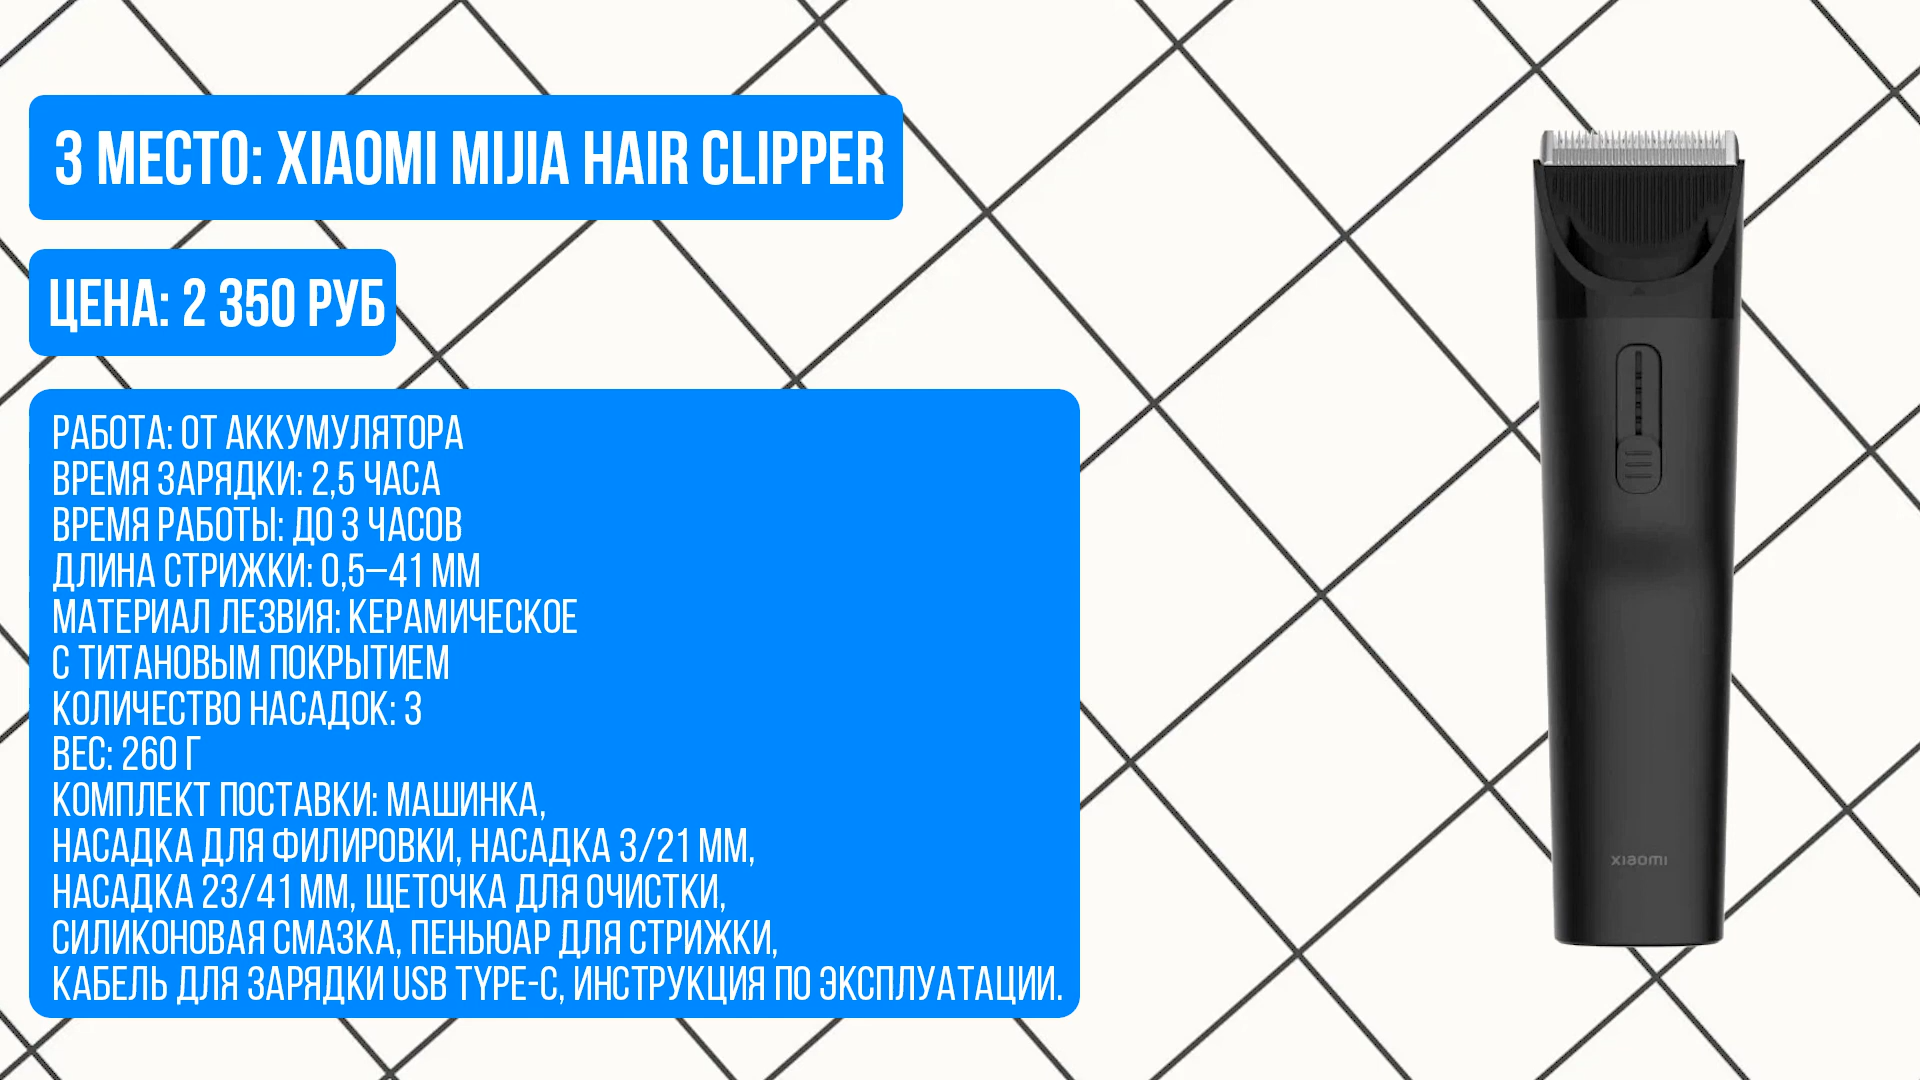 3 МЕСТО: XIAOMI MIJIA HAIR CLIPPER
ЦЕНА: 2 350 РУБ
РАБОТА: ОТ АККУМУЛЯТОРА
ВРЕМЯ ЗАРЯДКИ: 2,5 ЧАСА
ВРЕМЯ РАБОТЫ: ДО 3 ЧАСОВ
ДЛИНА СТРИЖКИ: 0,5–41 ММ
МАТЕРИАЛ ЛЕЗВИЯ: КЕРАМИЧЕСКОЕ
С ТИТАНОВЫМ ПОКРЫТИЕМ
КОЛИЧЕСТВО НАСАДОК: 3
ВЕС: 260 Г
КОМПЛЕКТ ПОСТАВКИ: МАШИНКА,
НАСАДКА ДЛЯ ФИЛИРОВКИ, НАСАДКА 3/21 ММ,
НАСАДКА 23/41 ММ, ЩЕТОЧКА ДЛЯ ОЧИСТКИ,
СИЛИКОНОВАЯ СМАЗКА, ПЕНЬЮАР ДЛЯ СТРИЖКИ,
КАБЕЛЬ ДЛЯ ЗАРЯДКИ USB TYPE-C, ИНСТРУКЦИЯ ПО ЭКСПЛУАТАЦИИ.
xiaomi